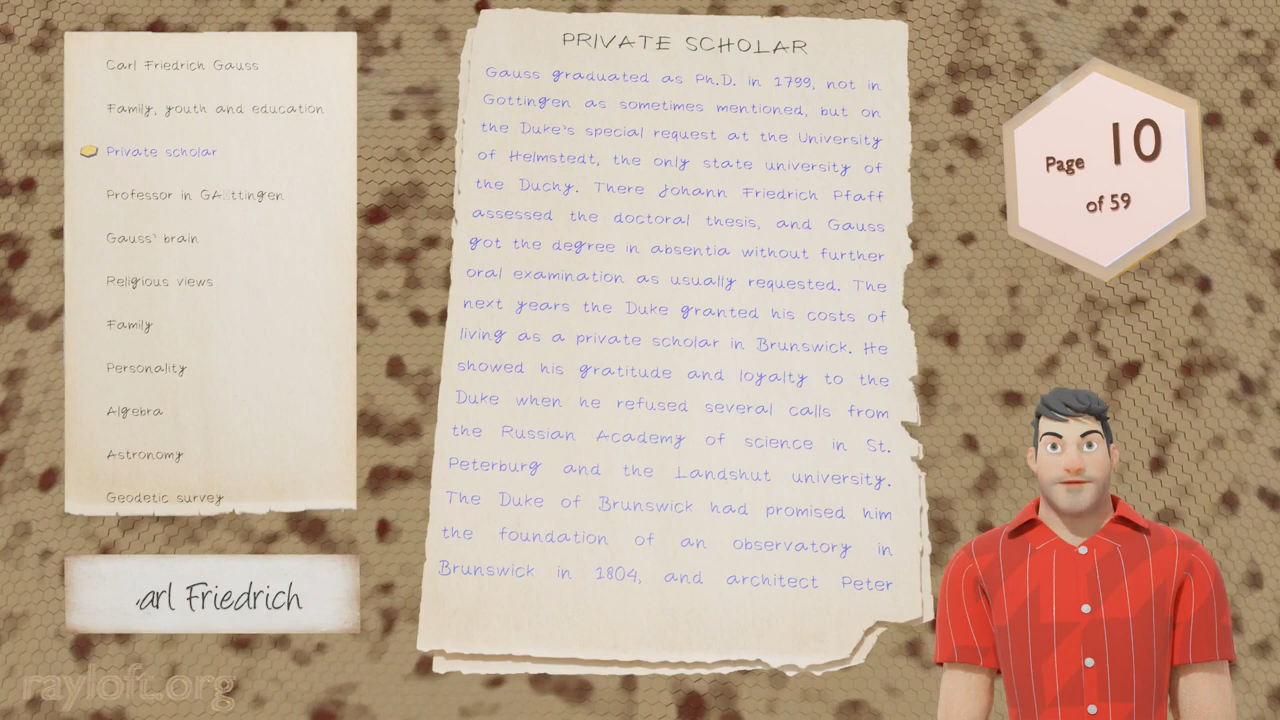 Carl Friedrich Gauss
Family, youth and education
Private scholar
Professor in GÃ
ttingen
Gauss' brain
Religious views
Family
Personality
Algebra
Astronomy
Geodetic survey
arl Friedrich
rayloft.org
PRIVATE SCHOLAR
Gauss graduated as Ph.D. in 1799, not in
Gottingen as sometimes mentioned, but on
the Duke's special request at the University
of Helmstedt, the only state university of
the Duchy. There Johann Friedrich Pfaff
assessed the doctoral thesis, and Gauss
got the degree in absentia without further
oral examination as usually requested. The
next years the Duke granted his costs of
living as a private scholar in Brunswick. He
showed his gratitude and loyalty to the
Duke when he refused several calls from
the Russian Academy of science in St.
Peterburg and the Landshut university.
The Duke of Brunswick had promised him
the foundation of an observatory in
Brunswick in 1804, and architect Peter
Page 10
of 59